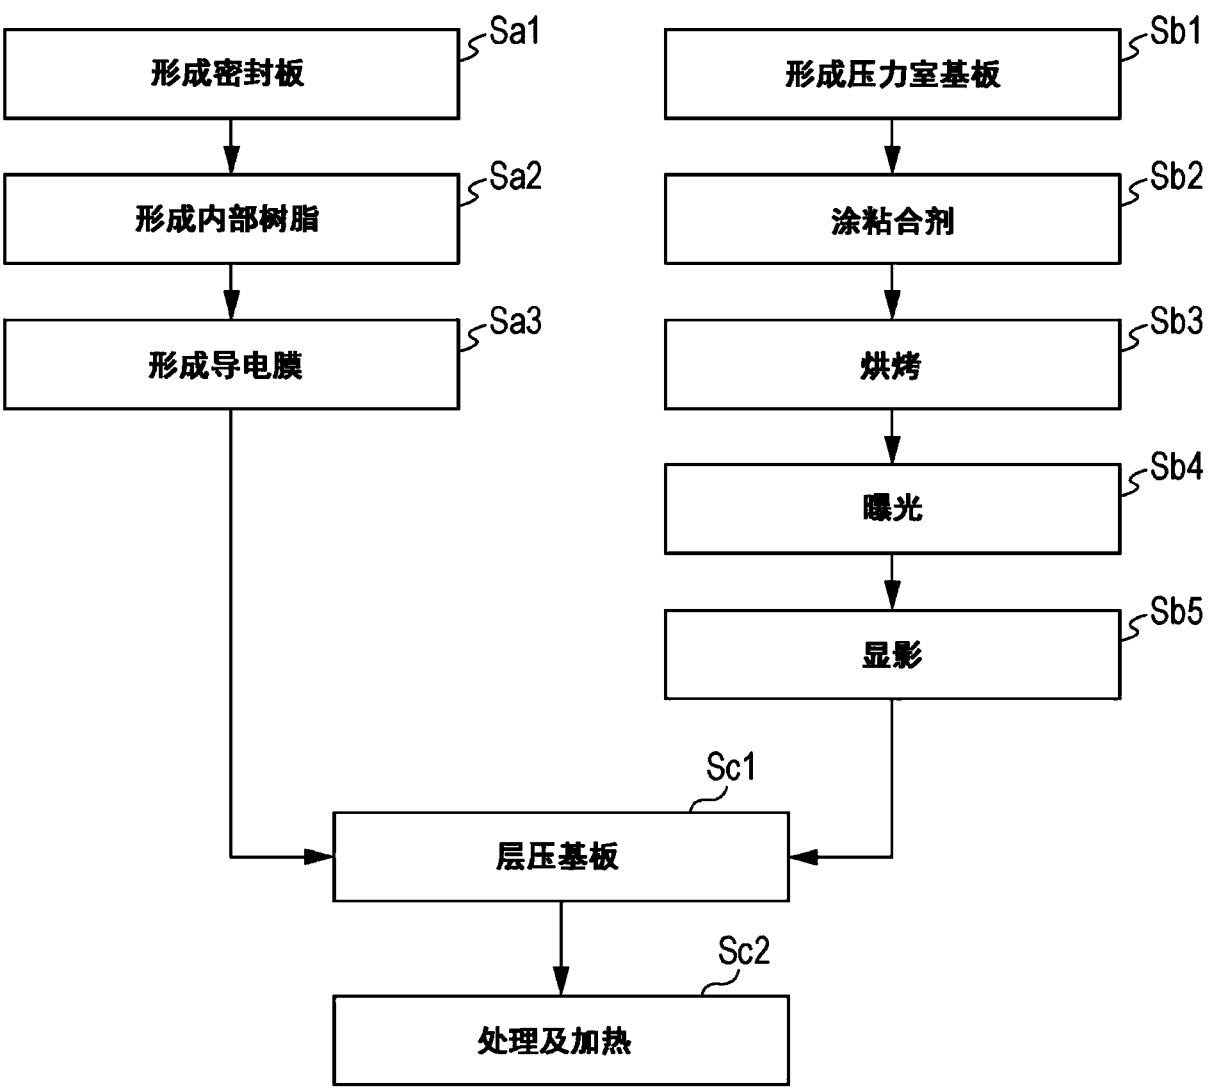 Sa1
形成密封板
Sa2
形成内部树脂
Sa3
形成导电膜
Sb1
形成压力室基板
Sb2
涂粘合剂
Sb3
烘烤
Sb4
曝光
Sb5
显影
Sc1
层压基板
Sc2
处理及加热